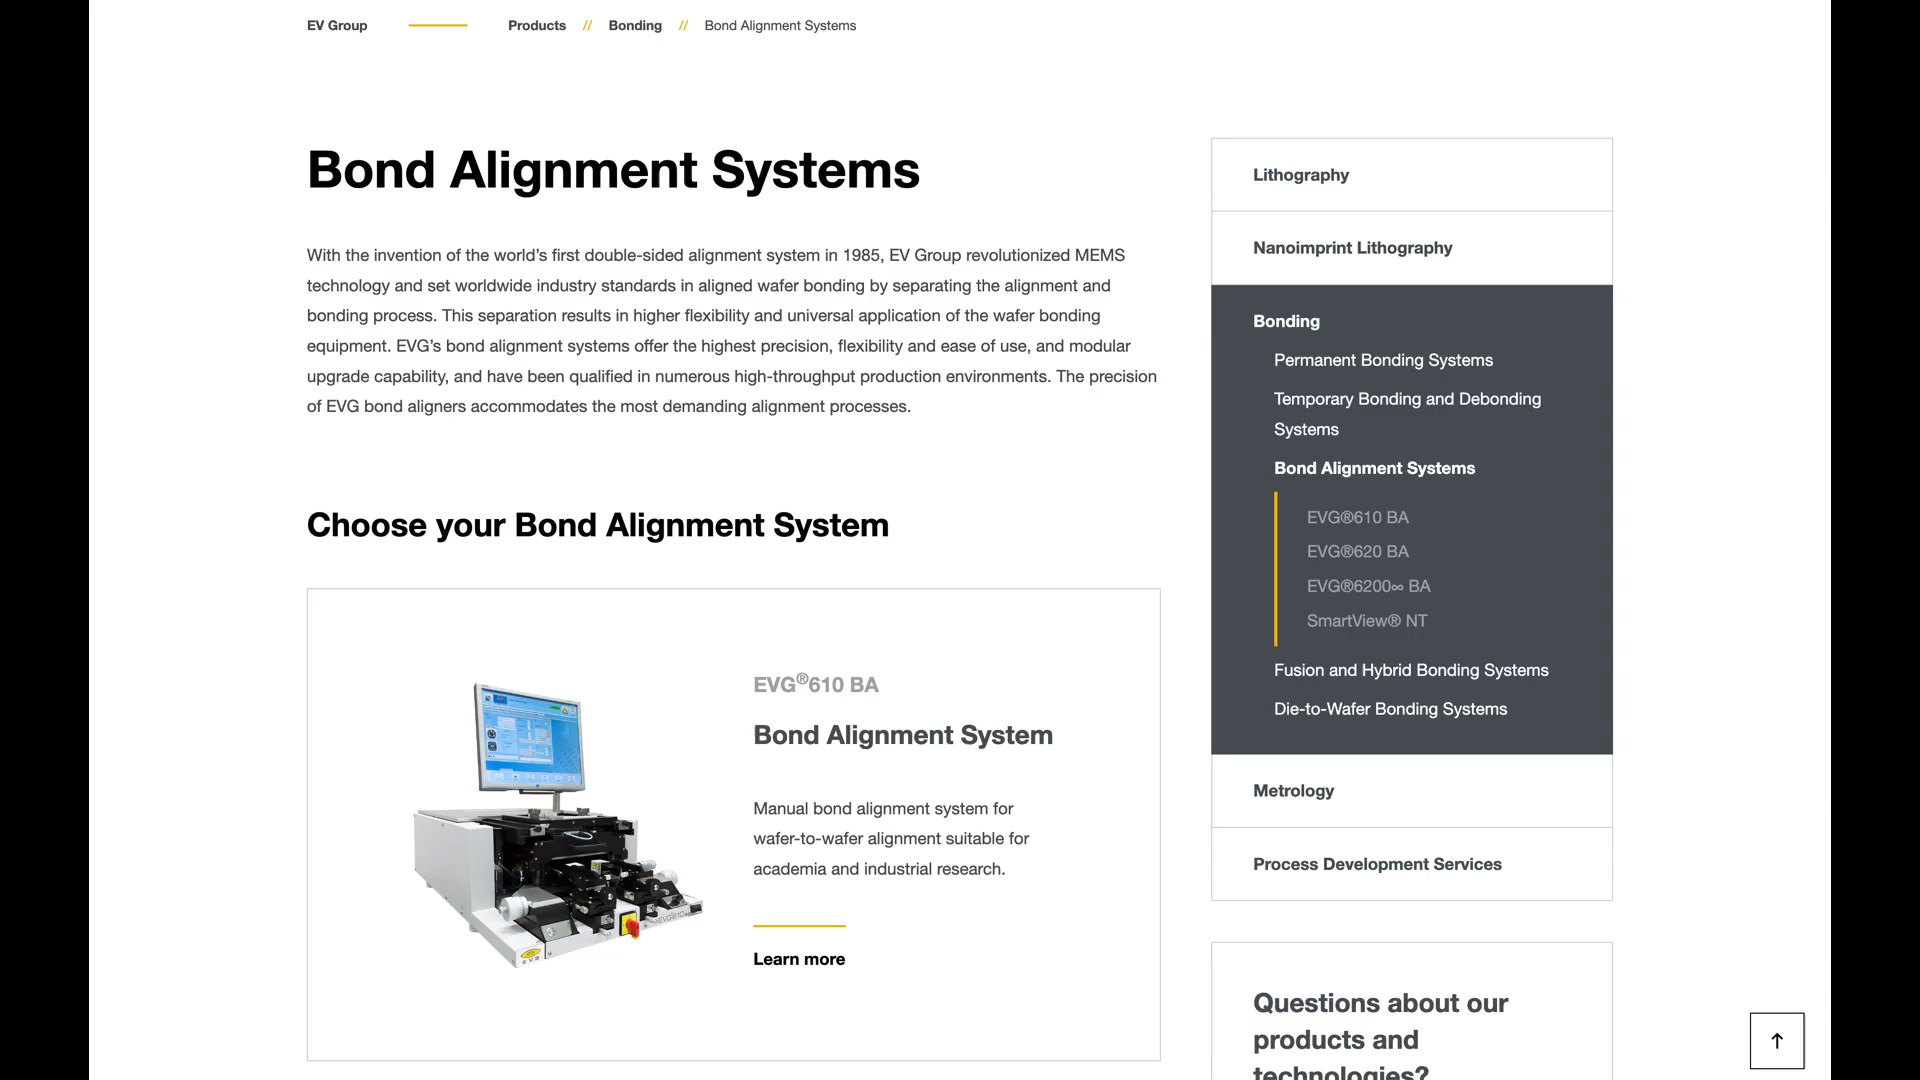 EV Group
Products // Bonding // Bond Alignment Systems
Bond Alignment Systems
With the invention of the world’s first double-sided alignment system in 1985, EV Group revolutionized MEMS
technology and set worldwide industry standards in aligned wafer bonding by separating the alignment and
bonding process. This separation results in higher flexibility and universal application of the wafer bonding
equipment. EVG’s bond alignment systems offer the highest precision, flexibility and ease of use, and modular
upgrade capability, and have been qualified in numerous high-throughput production environments. The precision
of EVG bond aligners accommodates the most demanding alignment processes.
Choose your Bond Alignment System
EVG®610 BA
Bond Alignment System
Manual bond alignment system for
wafer-to-wafer alignment suitable for
academia and industrial research.
Learn more
Lithography
Nanoimprint Lithography
Bonding
Permanent Bonding Systems
Temporary Bonding and Debonding
Systems
Bond Alignment Systems
EVG®610 BA
EVG®620 BA
EVG®6200∞ BA
SmartView® NT
Fusion and Hybrid Bonding Systems
Die-to-Wafer Bonding Systems
Metrology
Process Development Services
Questions about our
products and
technologies?